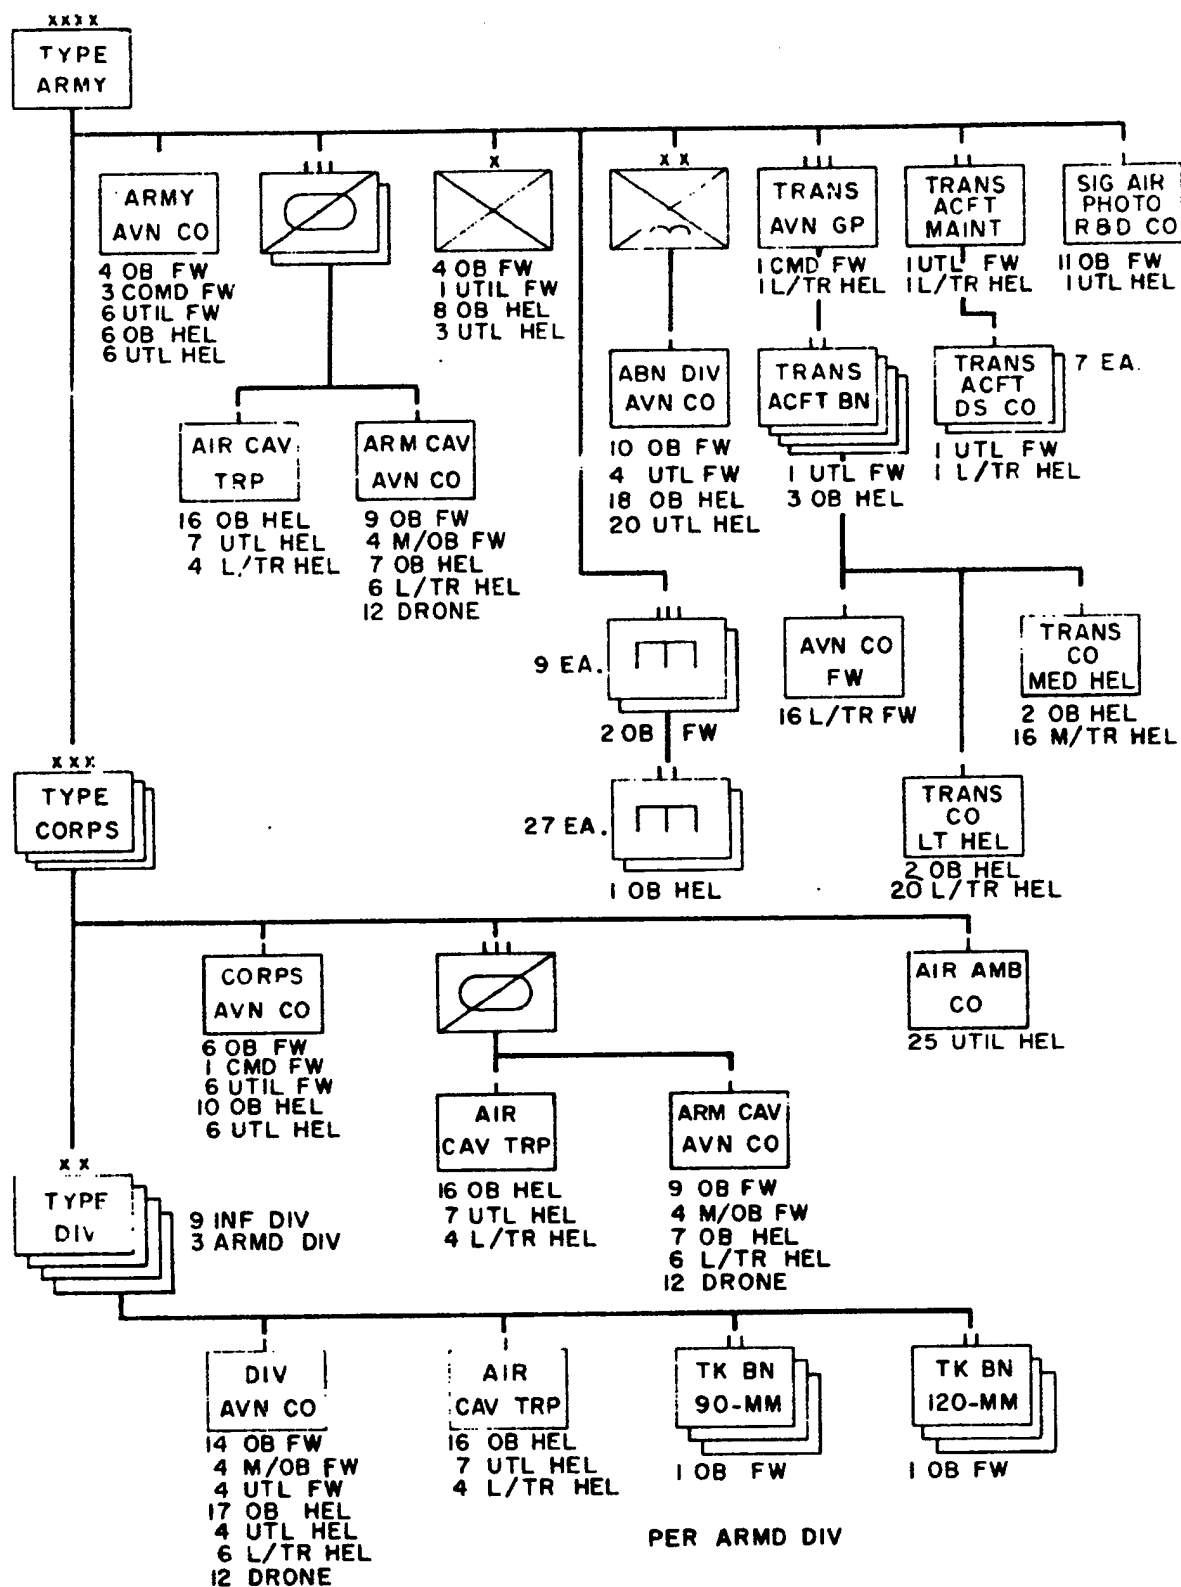 XXXX
TYPE
ARMY
ARMY
AVN CO
4 OB FW
3 COMD FW
6 UTIL FW
6 OB HEL
6 UTL HEL
X
4 OB FW
1 UTIL FW
8 OB HEL
3 UTL HEL
XX
TRANS
AVN GP
1 CMD FW
1 L/TR HEL
TRANS
ACFT
MAINT
1 UTL FW
1 L/TR HEL
SIG AIR
PHOTO
R&D CO
11 OB FW
1 UTL HEL
AIR CAV
TRP
16 OB HEL
7 UTL HEL
4 L/TR HEL
ARM CAV
AVN CO
9 OB FW
4 M/OB FW
7 OB HEL
6 L/TR HEL
12 DRONE
ABN DIV
AVN CO
10 OB FW
4 UTL FW
18 OB HEL
20 UTL HEL
TRANS
ACFT BN
1 UTL FW
3 OB HEL
TRANS
ACFT
DS CO
7 EA.
1 UTL FW
1 L/TR HEL
9 EA.
2 OB FW
AVN CO
FW
16 L/TR FW
TRANS
CO
MED HEL
2 OB HEL
16 M/TR HEL
27 EA.
1 OB HEL
TRANS
CO
LT HEL
2 OB HEL
20 L/TR HEL
XXX
TYPE
CORPS
CORPS
AVN CO
6 OB FW
1 CMD FW
6 UTIL FW
10 OB HEL
6 UTL HEL
AIR AMB
CO
25 UTIL HEL
AIR
CAV TRP
16 OB HEL
7 UTL HEL
4 L/TR HEL
ARM CAV
AVN CO
9 OB FW
4 M/OB FW
7 OB HEL
6 L/TR HEL
12 DRONE
XX
TYPE
DIV
9 INF DIV
3 ARMD DIV
DIV
AVN CO
14 OB FW
4 M/OB FW
4 UTL FW
17 OB HEL
4 UTL HEL
6 L/TR HEL
12 DRONE
AIR
CAV TRP
16 OB HEL
7 UTL HEL
4 L/TR HEL
TK BN
90-MM
1 OB FW
TK BN
120-MM
1 OB FW
PER ARMD DIV